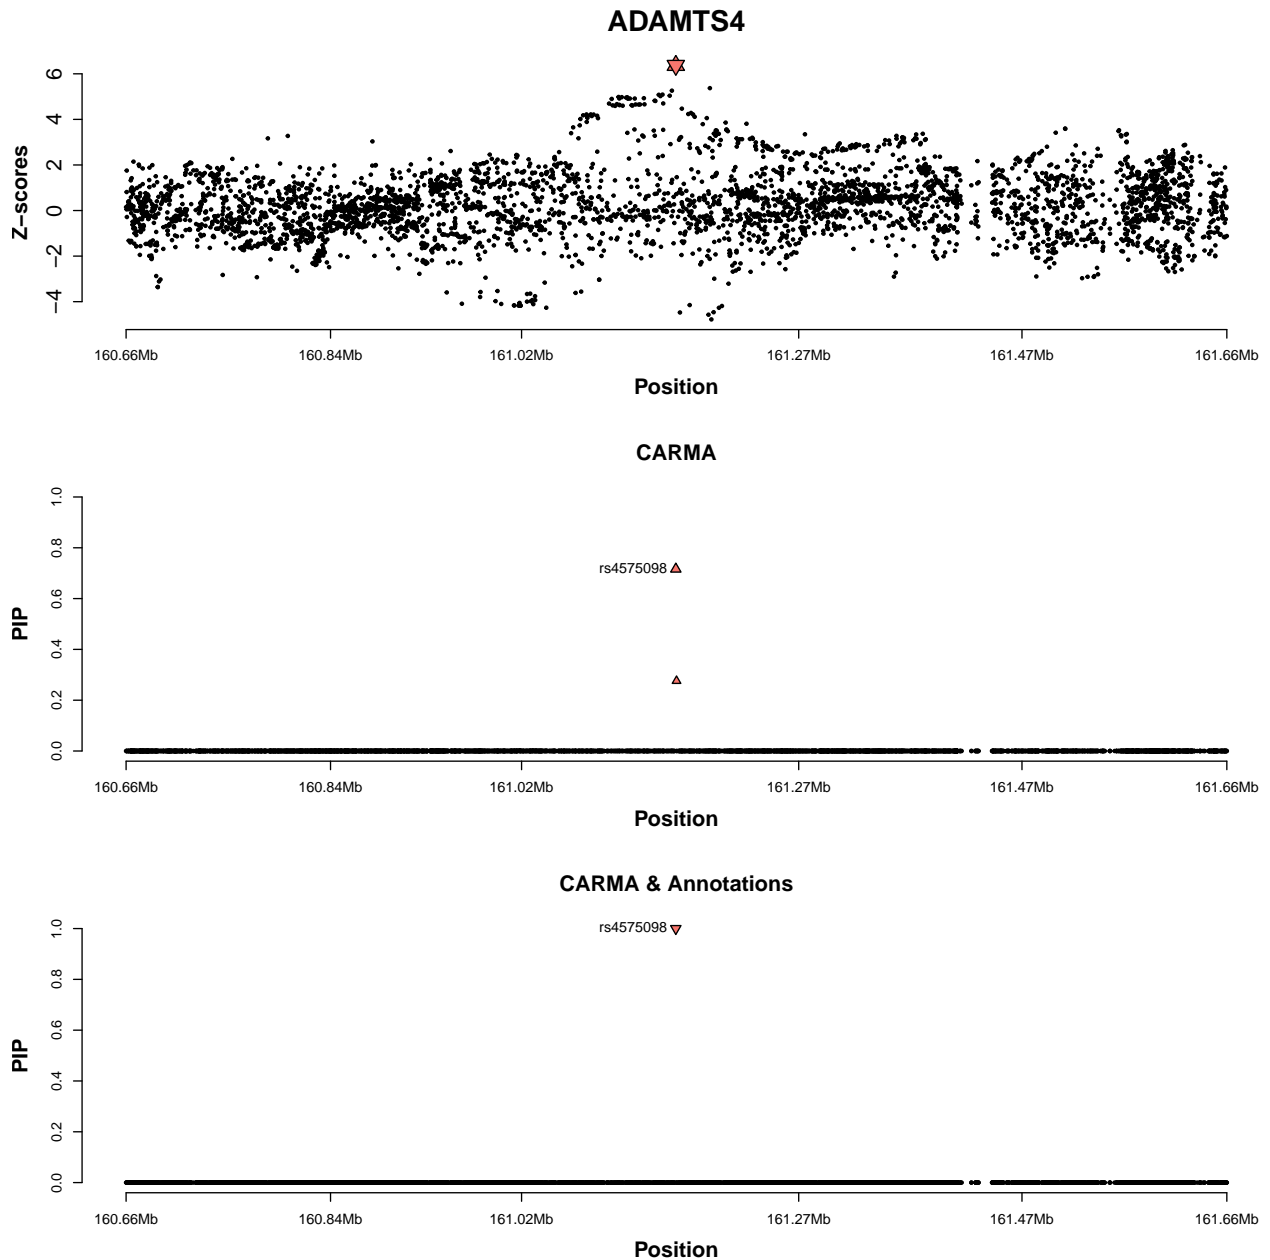 ADAMTS4
Z−scores
6
4
2
0
−2
−4
160.66Mb 160.84Mb 161.02Mb 161.27Mb 161.47Mb 161.66Mb
Position
CARMA
PIP
1.0
0.8
0.6
0.4
0.2
0.0
rs4575098
160.66Mb 160.84Mb 161.02Mb 161.27Mb 161.47Mb 161.66Mb
Position
CARMA & Annotations
PIP
1.0
0.8
0.6
0.4
0.2
0.0
rs4575098
160.66Mb 160.84Mb 161.02Mb 161.27Mb 161.47Mb 161.66Mb
Position